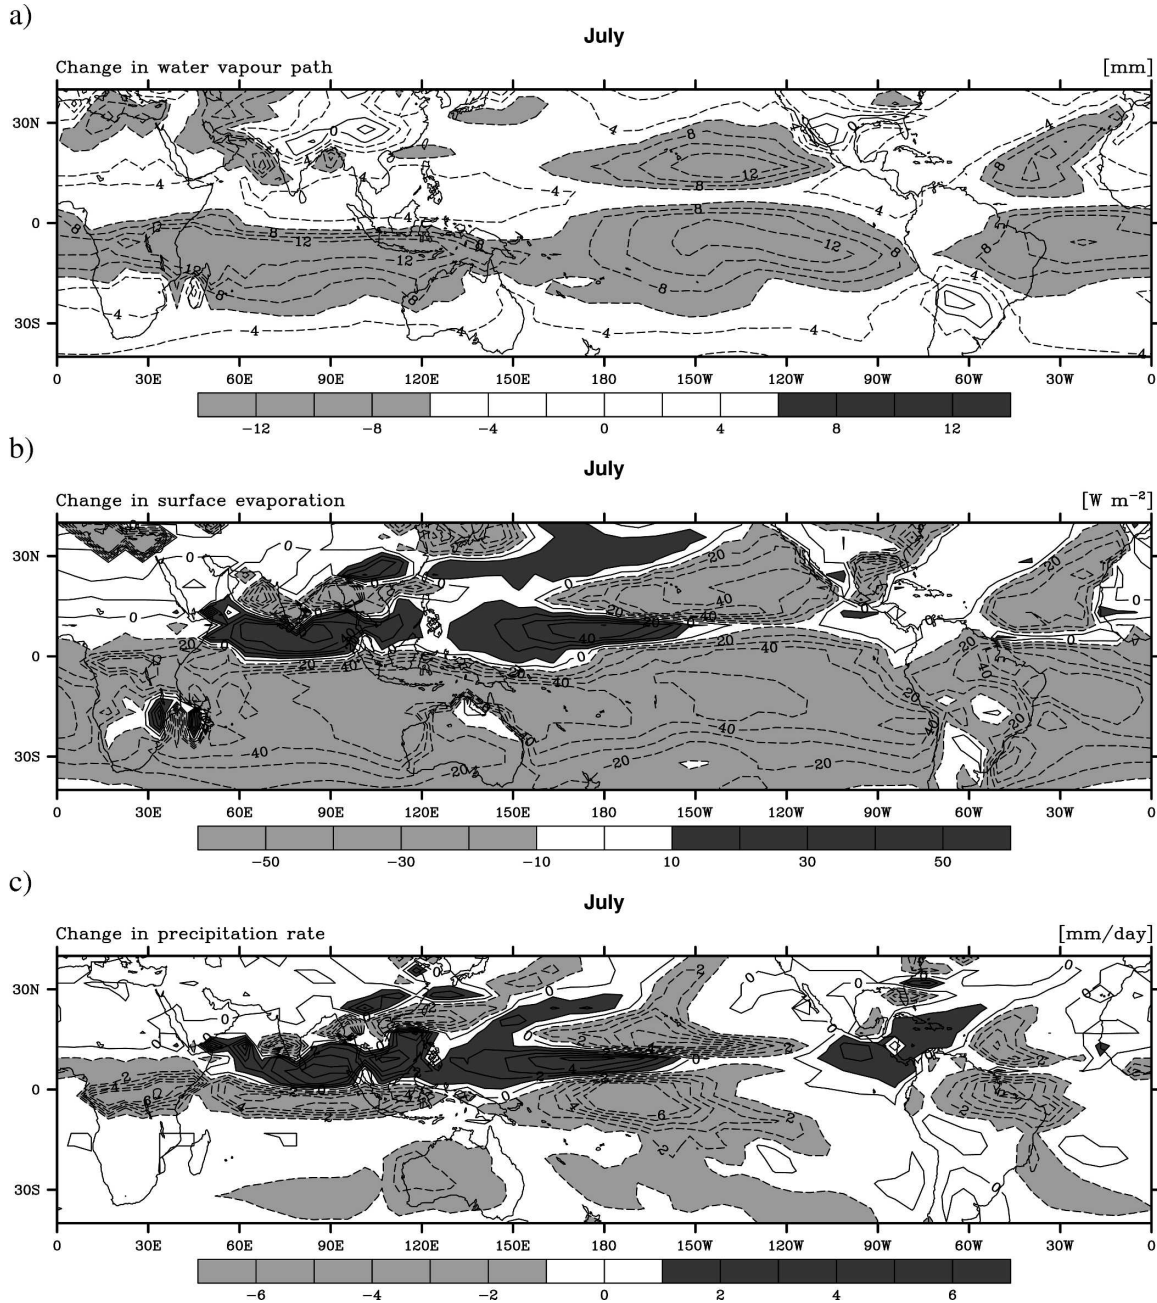 a)
July
Change in water vapour path [mm]
30N
0
30S
0 30E 60E 90E 120E 150E 180 150W 120W 90W 60W 30W 0
−12 −8 −4 0 4 8 12
b)
July
Change in surface evaporation [W m−2]
30N
0
30S
0 30E 60E 90E 120E 150E 180 150W 120W 90W 60W 30W 0
−50 −30 −10 10 30 50
c)
July
Change in precipitation rate [mm/day]
30N
0
30S
0 30E 60E 90E 120E 150E 180 150W 120W 90W 60W 30W 0
−6 −4 −2 0 2 4 6